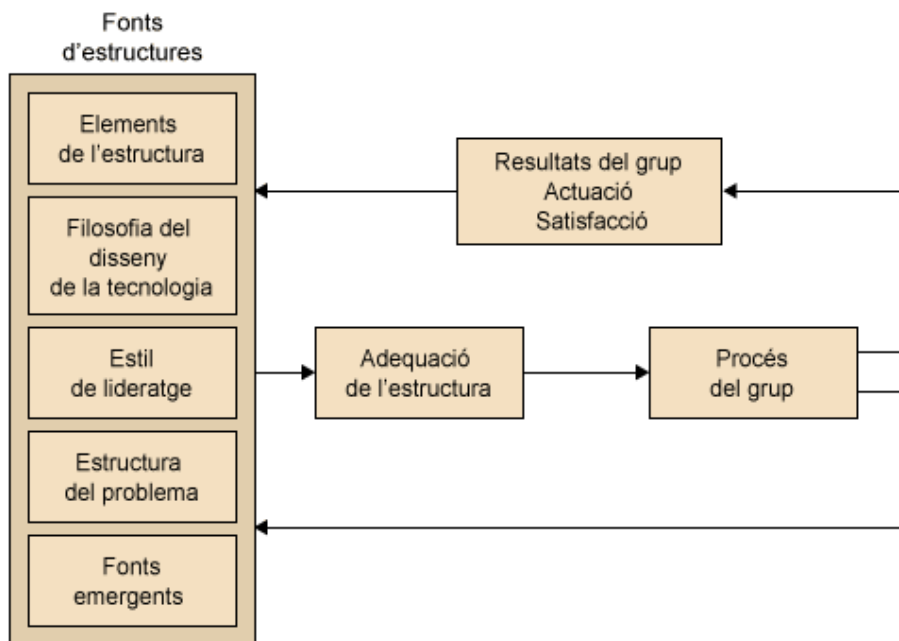 Fonts
d’estructures
Elements
de l’estructura
Filosofia del
disseny
de la tecnologia
Estil
de lideratge
Estructura
del problema
Fonts
emergents
Resultats del grup
Actuació
Satisfacció
Adequació
de l’estructura
Procés
del grup